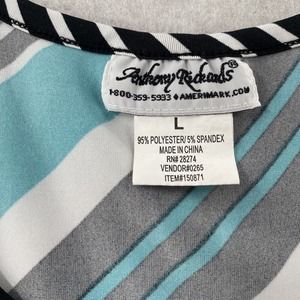 Anthony Richards®
1-800-359-5933 ♦ AMERIMARK.COM
L
95% POLYESTER/ 5% SPANDEX
MADE IN CHINA
RN# 28274
VENDOR#0265
ITEM#150871